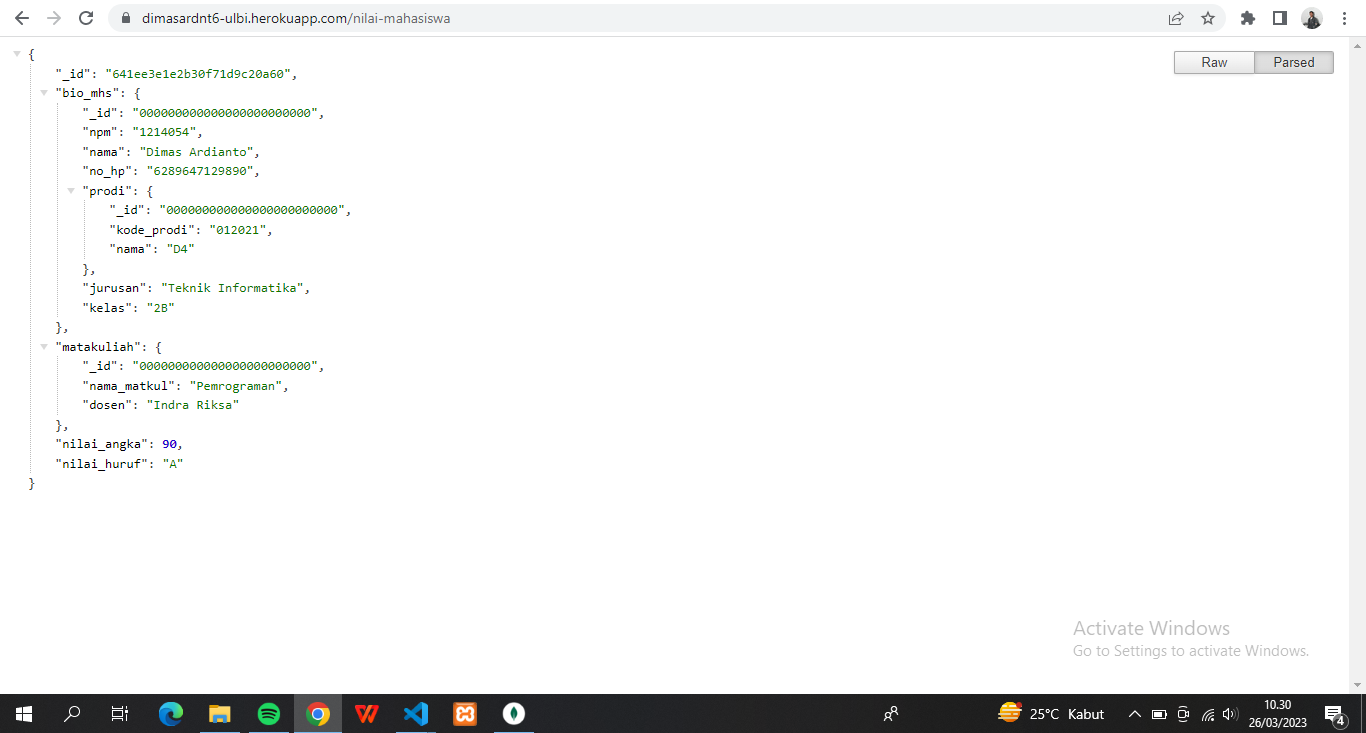 dimasardnt6-ulbi.herokuapp.com/nilai-mahasiswa
Raw Parsed
{
"_id": "641ee3e1e2b30f71d9c20a60",
"bio_mhs": {
"_id": "000000000000000000000000",
"npm": "1214054",
"nama": "Dimas Ardianto",
"no_hp": "6289647129890",
"prodi": {
"_id": "000000000000000000000000",
"kode_prodi": "012021",
"nama": "D4"
},
"jurusan": "Teknik Informatika",
"kelas": "2B"
},
"matakuliah": {
"_id": "000000000000000000000000",
"nama_matkul": "Pemrograman",
"dosen": "Indra Riksa"
},
"nilai_angka": 90,
"nilai_huruf": "A"
}
Activate Windows
Go to Settings to activate Windows.
25°C Kabut
10.30
26/03/2023
4